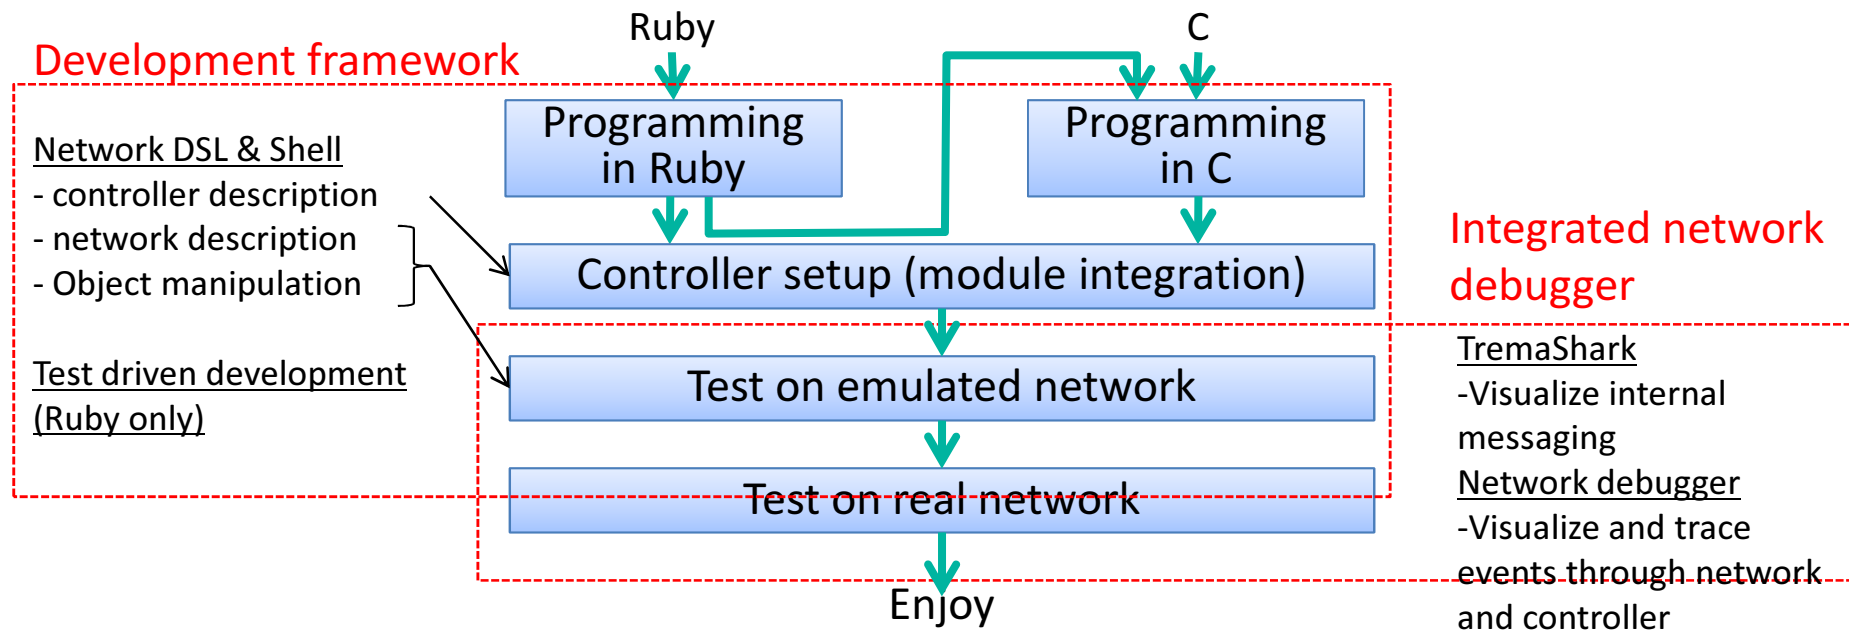 Ruby
C
Development framework
Programming
in Ruby
Programming
in C
Network DSL & Shell
- controller description
- network description
- Object manipulation
Controller setup (module integration)
Integrated network
debugger
Test driven development
(Ruby only)
Test on emulated network
Test on real network
Enjoy
TremaShark
-Visualize internal
messaging
Network debugger
-Visualize and trace
events through network
and controller